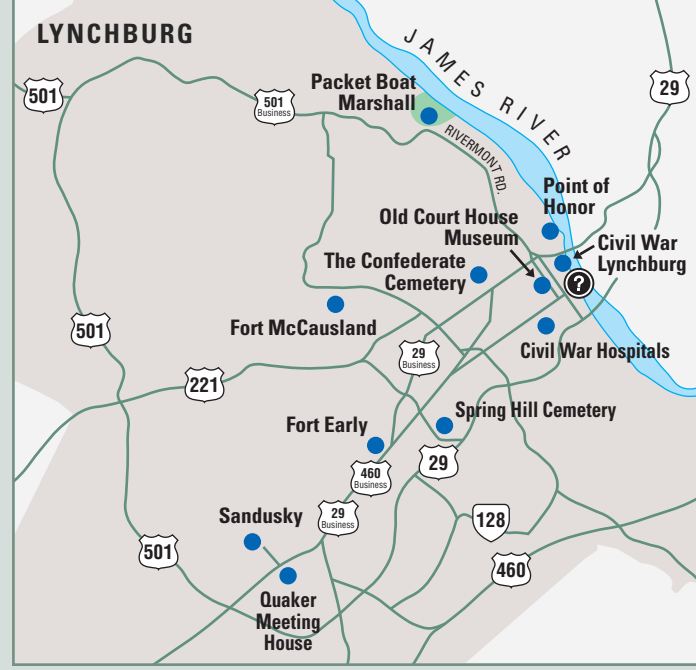 LYNCHBURG
JAMES RIVER
501
501
Business
Packet Boat
Marshall
29
RIVERMONT RD.
Point of
Honor
Old Court House
Museum
Civil War
Lynchburg
The Confederate
Cemetery
?
Fort McCausland
501
Civil War Hospitals
29
Business
221
Spring Hill Cemetery
Fort Early
29
460
Business
Sandusky
29
Business
128
501
460
Quaker
Meeting
House